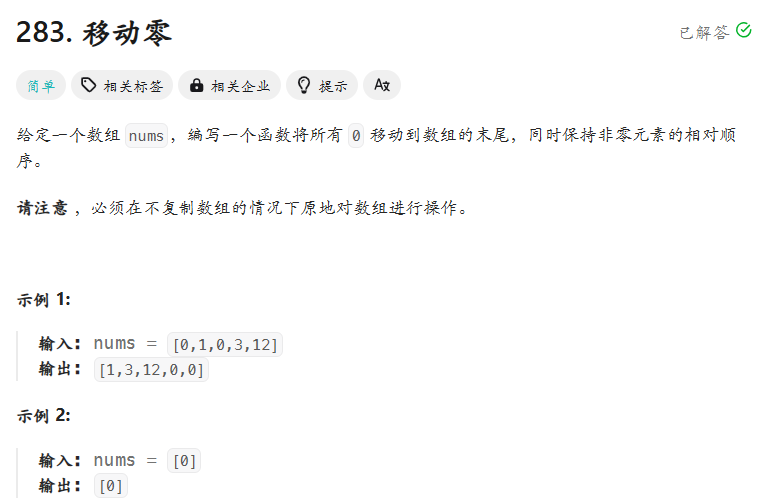 283. 移动零
已解答
简单 相关标签 相关企业 提示 Aあ
给定一个数组 nums，编写一个函数将所有 0 移动到数组的末尾，同时保持非零元素的相对顺
序。
请注意 ，必须在不复制数组的情况下原地对数组进行操作。
示例 1:
输入: nums = [0,1,0,3,12]
输出: [1,3,12,0,0]
示例 2:
输入: nums = [0]
输出: [0]